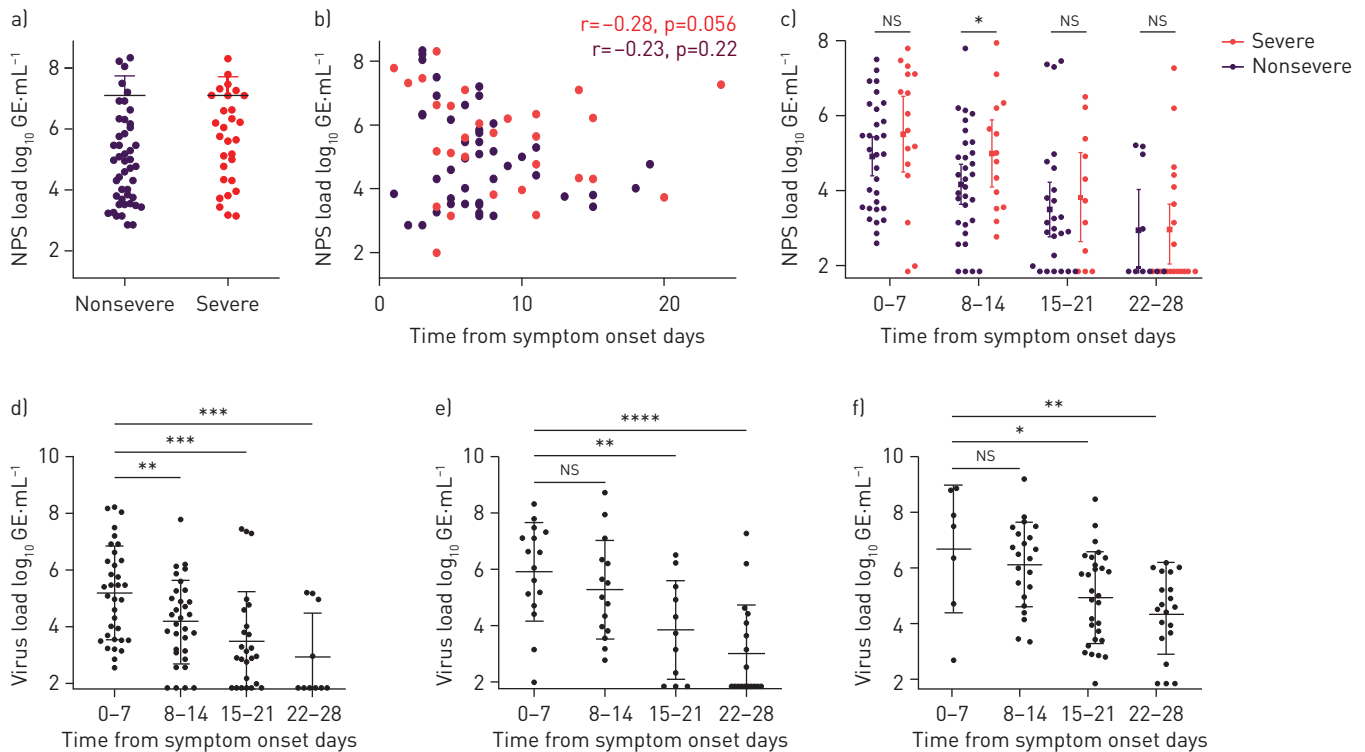 a)
NPS load log10 GE·mL−1
8
6
4
2
Nonsevere Severe
b)
r=−0.28, p=0.056
r=−0.23, p=0.22
NPS load log10 GE·mL−1
8
6
4
2
0 10 20
Time from symptom onset days
c)
NS * NS NS
NPS load log10 GE·mL−1
8
6
4
2
0–7 8–14 15–21 22–28
Time from symptom onset days
Severe
Nonsevere
d)
***
***
**
Virus load log10 GE·mL−1
10
8
6
4
2
0–7 8–14 15–21 22–28
Time from symptom onset days
e)
****
**
NS
Virus load log10 GE·mL−1
10
8
6
4
2
0–7 8–14 15–21 22–28
Time from symptom onset days
f)
**
*
NS
Virus load log10 GE·mL−1
10
8
6
4
2
0–7 8–14 15–21 22–28
Time from symptom onset days